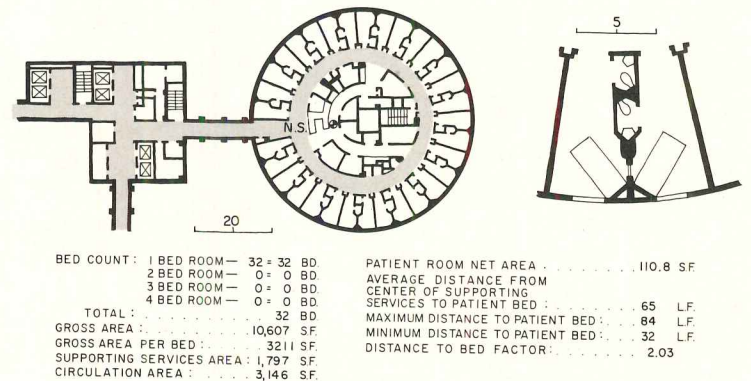 5
N.S.
20
BED COUNT: 1 BED ROOM — 32 = 32 BD.
2 BED ROOM — 0 = 0 BD.
3 BED ROOM — 0 = 0 BD.
4 BED ROOM — 0 = 0 BD.
TOTAL: 32 BD.
GROSS AREA: . . . . . . . 10,607 S.F.
GROSS AREA PER BED: . . . . 3211 S.F.
SUPPORTING SERVICES AREA: 1,797 S.F.
CIRCULATION AREA: . . . . 3,146 S.F.
PATIENT ROOM NET AREA . . . . . . . . 110.8 S.F.
AVERAGE DISTANCE FROM
CENTER OF SUPPORTING
SERVICES TO PATIENT BED: . . . . . 65 L.F.
MAXIMUM DISTANCE TO PATIENT BED: . . . 84 L.F.
MINIMUM DISTANCE TO PATIENT BED: . . . 32 L.F.
DISTANCE TO BED FACTOR: . . . . . . . . 2.03